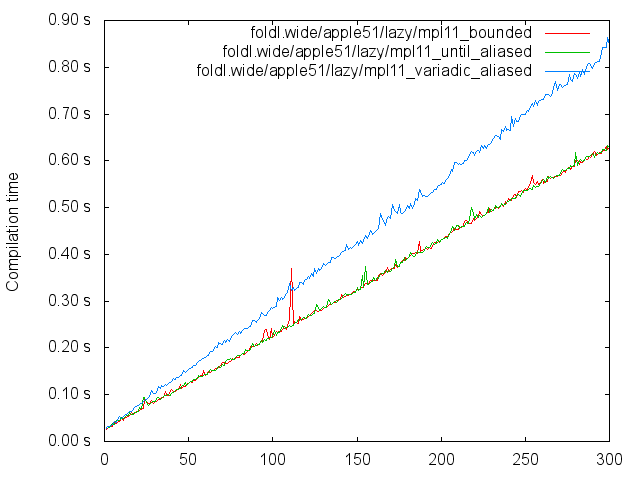 0.90 s
foldl.wide/apple51/lazy/mpl11_bounded
foldl.wide/apple51/lazy/mpl11_until_aliased
0.80 s
foldl.wide/apple51/lazy/mpl11_variadic_aliased
0.70 s
0.60 s
0.50 s
Compilation time
0.40 s
0.30 s
0.20 s
0.10 s
0.00 s
0 50 100 150 200 250 300